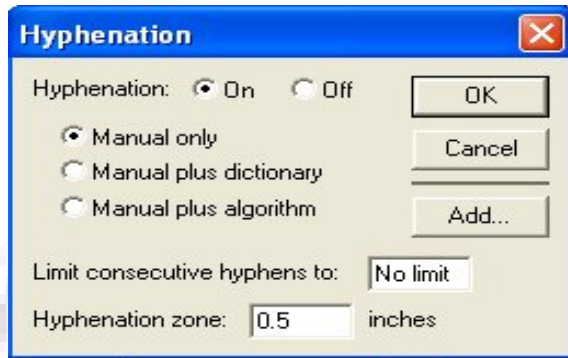 Hyphenation
Hyphenation: On Off OK
Manual only
Manual plus dictionary Cancel
Manual plus algorithm Add...
Limit consecutive hyphens to: No limit
Hyphenation zone: 0.5 inches